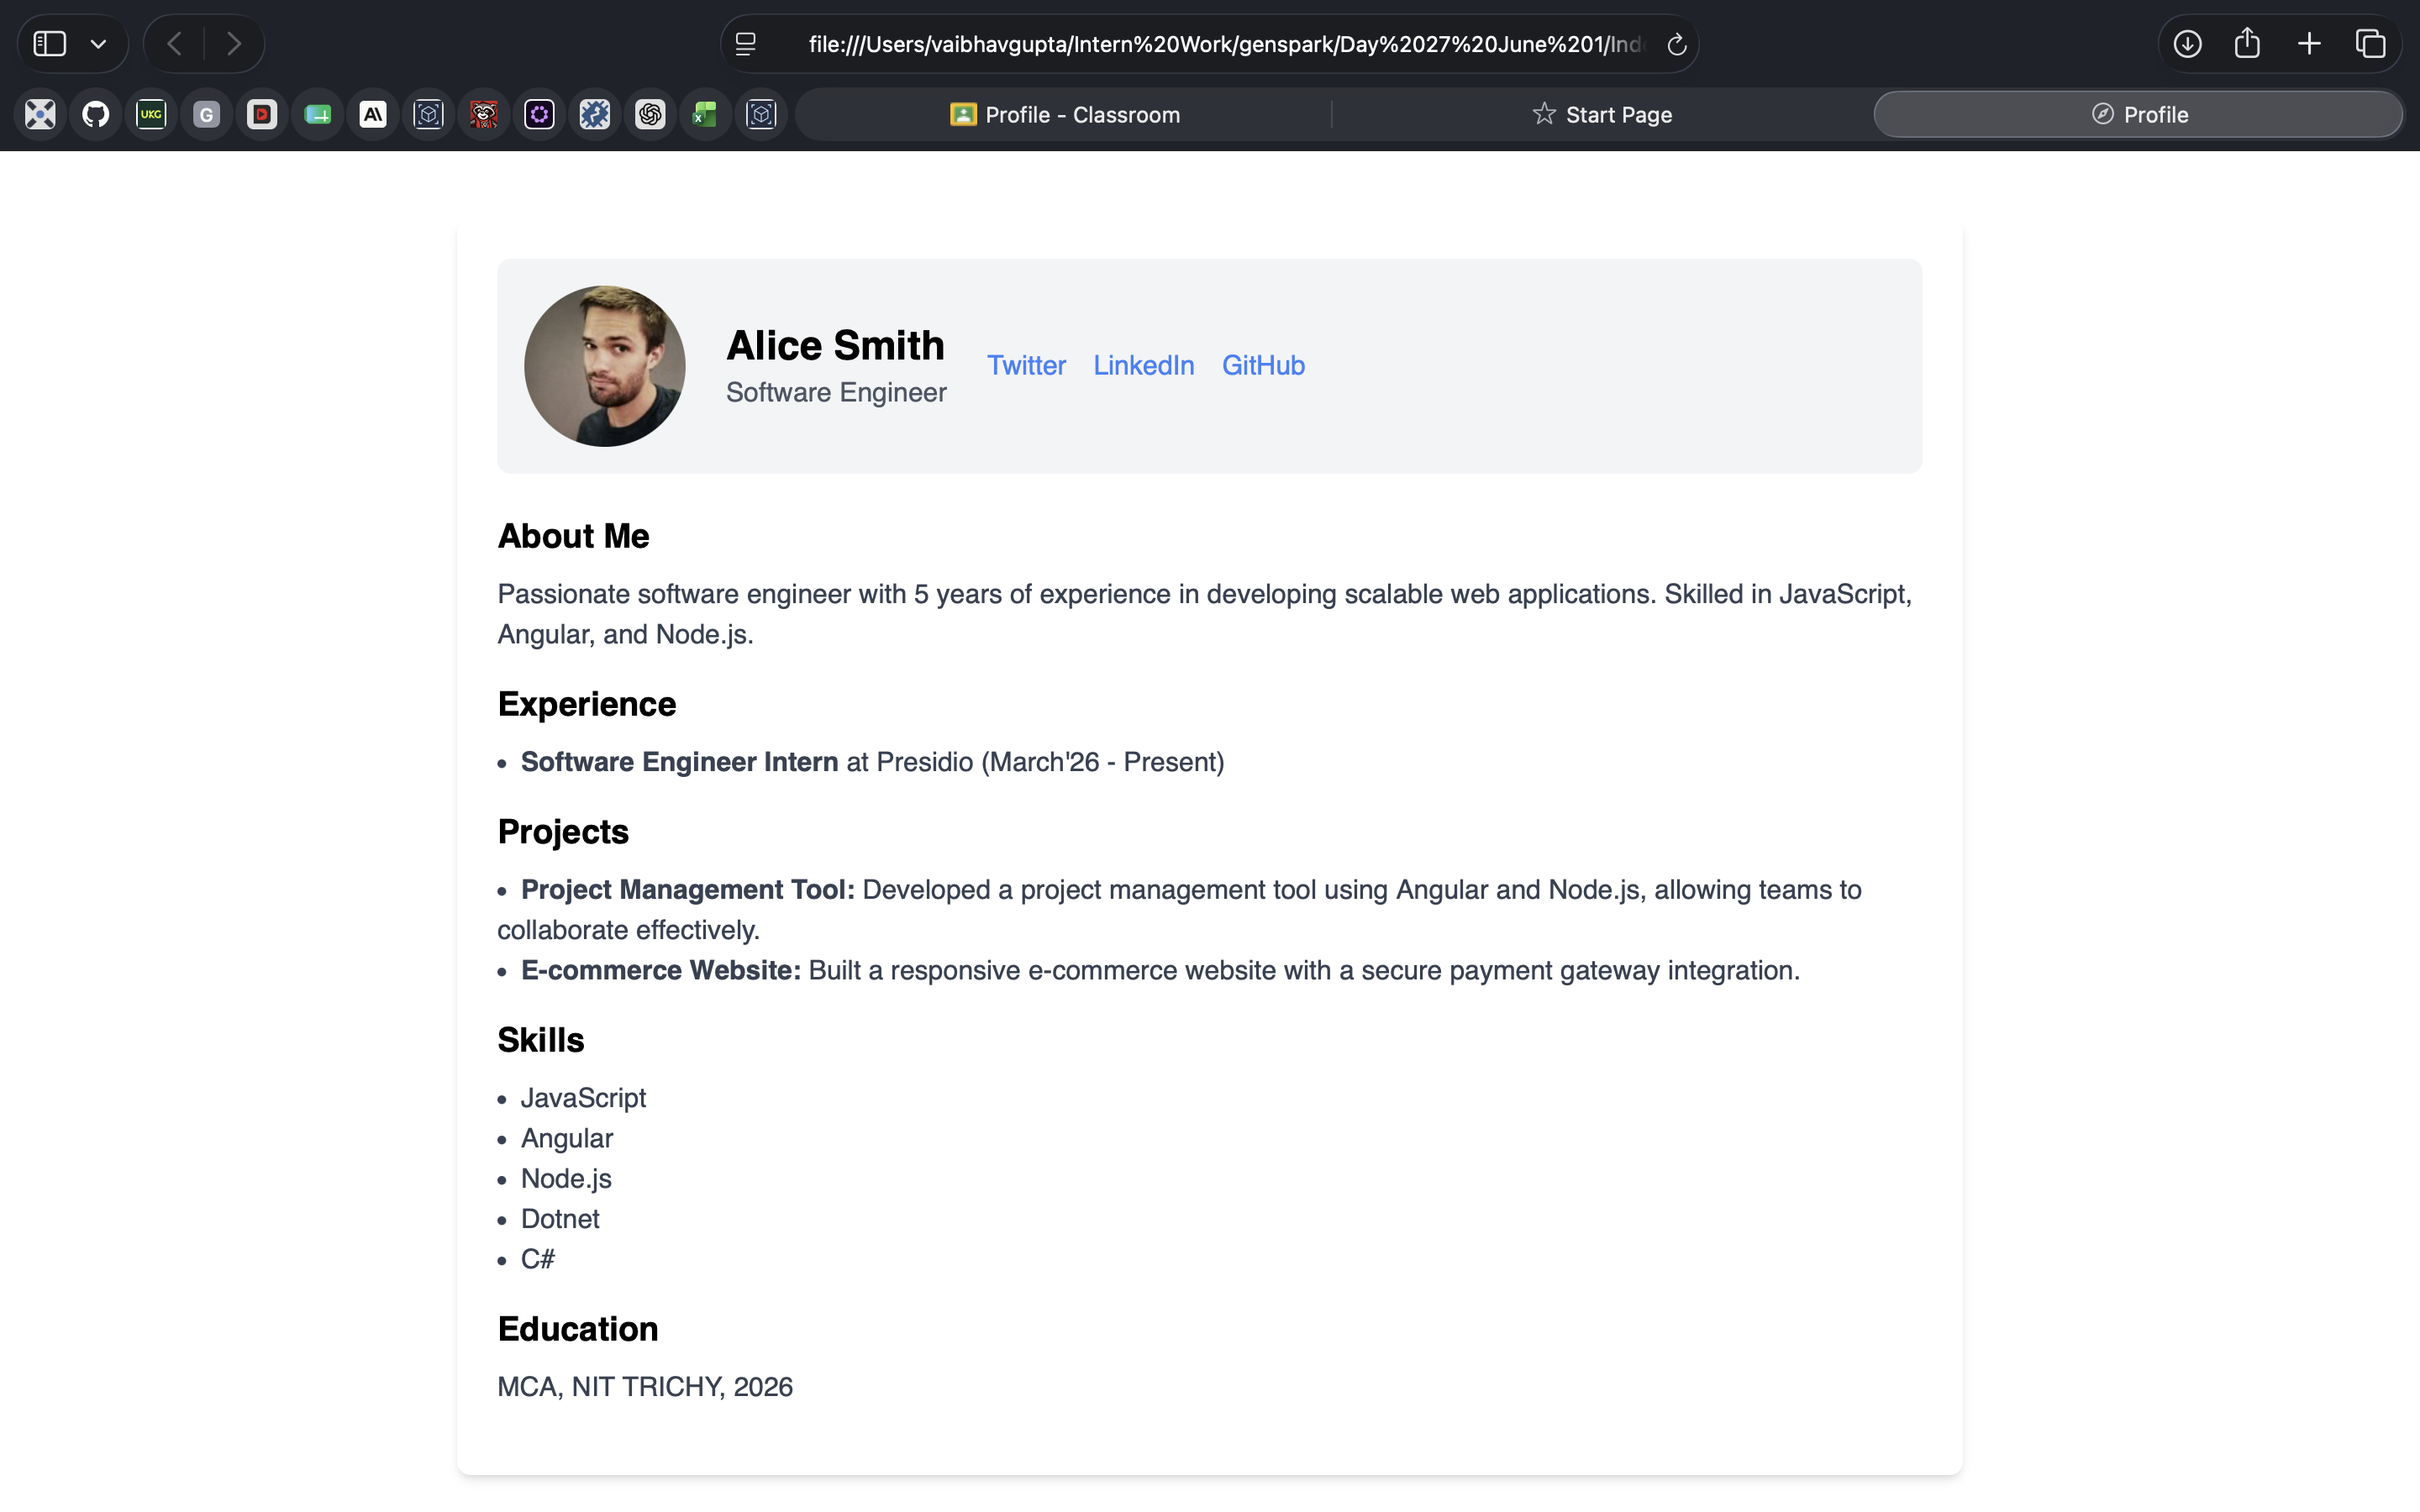 file:///Users/vaibhavgupta/Intern%20Work/genspark/Day%2027%20June%201/Ind
UKG
G
Profile - Classroom
Start Page
Profile
Alice Smith
Software Engineer
Twitter LinkedIn GitHub
About Me
Passionate software engineer with 5 years of experience in developing scalable web applications. Skilled in JavaScript,
Angular, and Node.js.
Experience
• Software Engineer Intern at Presidio (March'26 - Present)
Projects
• Project Management Tool: Developed a project management tool using Angular and Node.js, allowing teams to
collaborate effectively.
• E-commerce Website: Built a responsive e-commerce website with a secure payment gateway integration.
Skills
• JavaScript
• Angular
• Node.js
• Dotnet
• C#
Education
MCA, NIT TRICHY, 2026